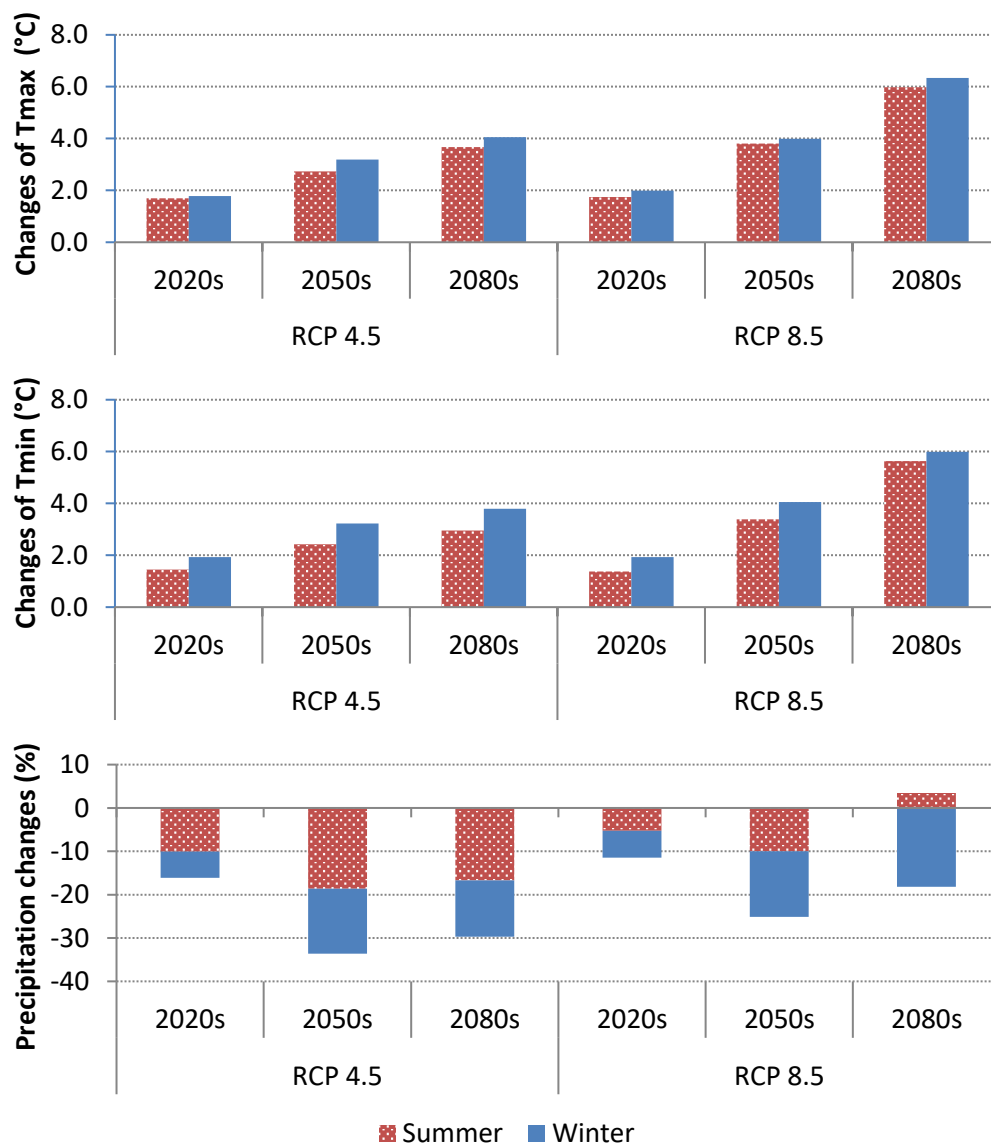 Changes of Tmax (°C)
8.0
6.0
4.0
2.0
0.0
2020s 2050s 2080s 2020s 2050s 2080s
RCP 4.5 RCP 8.5
Changes of Tmin (°C)
8.0
6.0
4.0
2.0
0.0
2020s 2050s 2080s 2020s 2050s 2080s
RCP 4.5 RCP 8.5
Precipitation changes (%)
10
0
-10
-20
-30
-40
2020s 2050s 2080s 2020s 2050s 2080s
RCP 4.5 RCP 8.5
Summer Winter